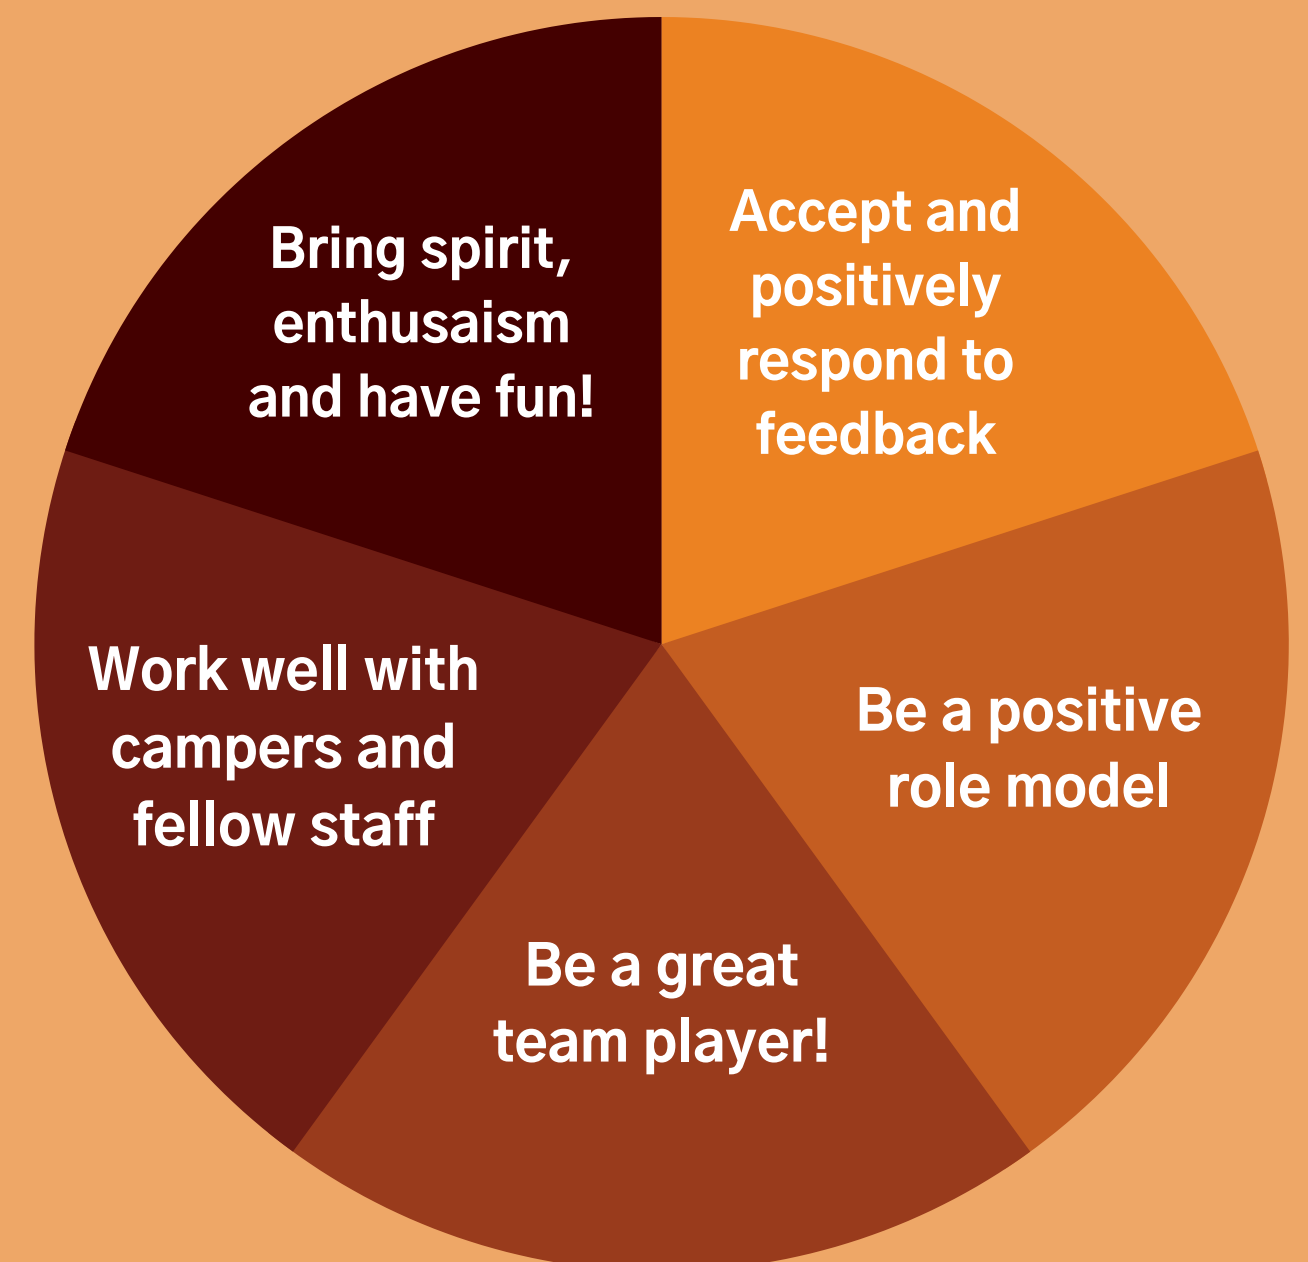 Bring spirit,
enthusaism
and have fun!
Accept and
positively
respond to
feedback
Work well with
campers and
fellow staff
Be a positive
role model
Be a great
team player!